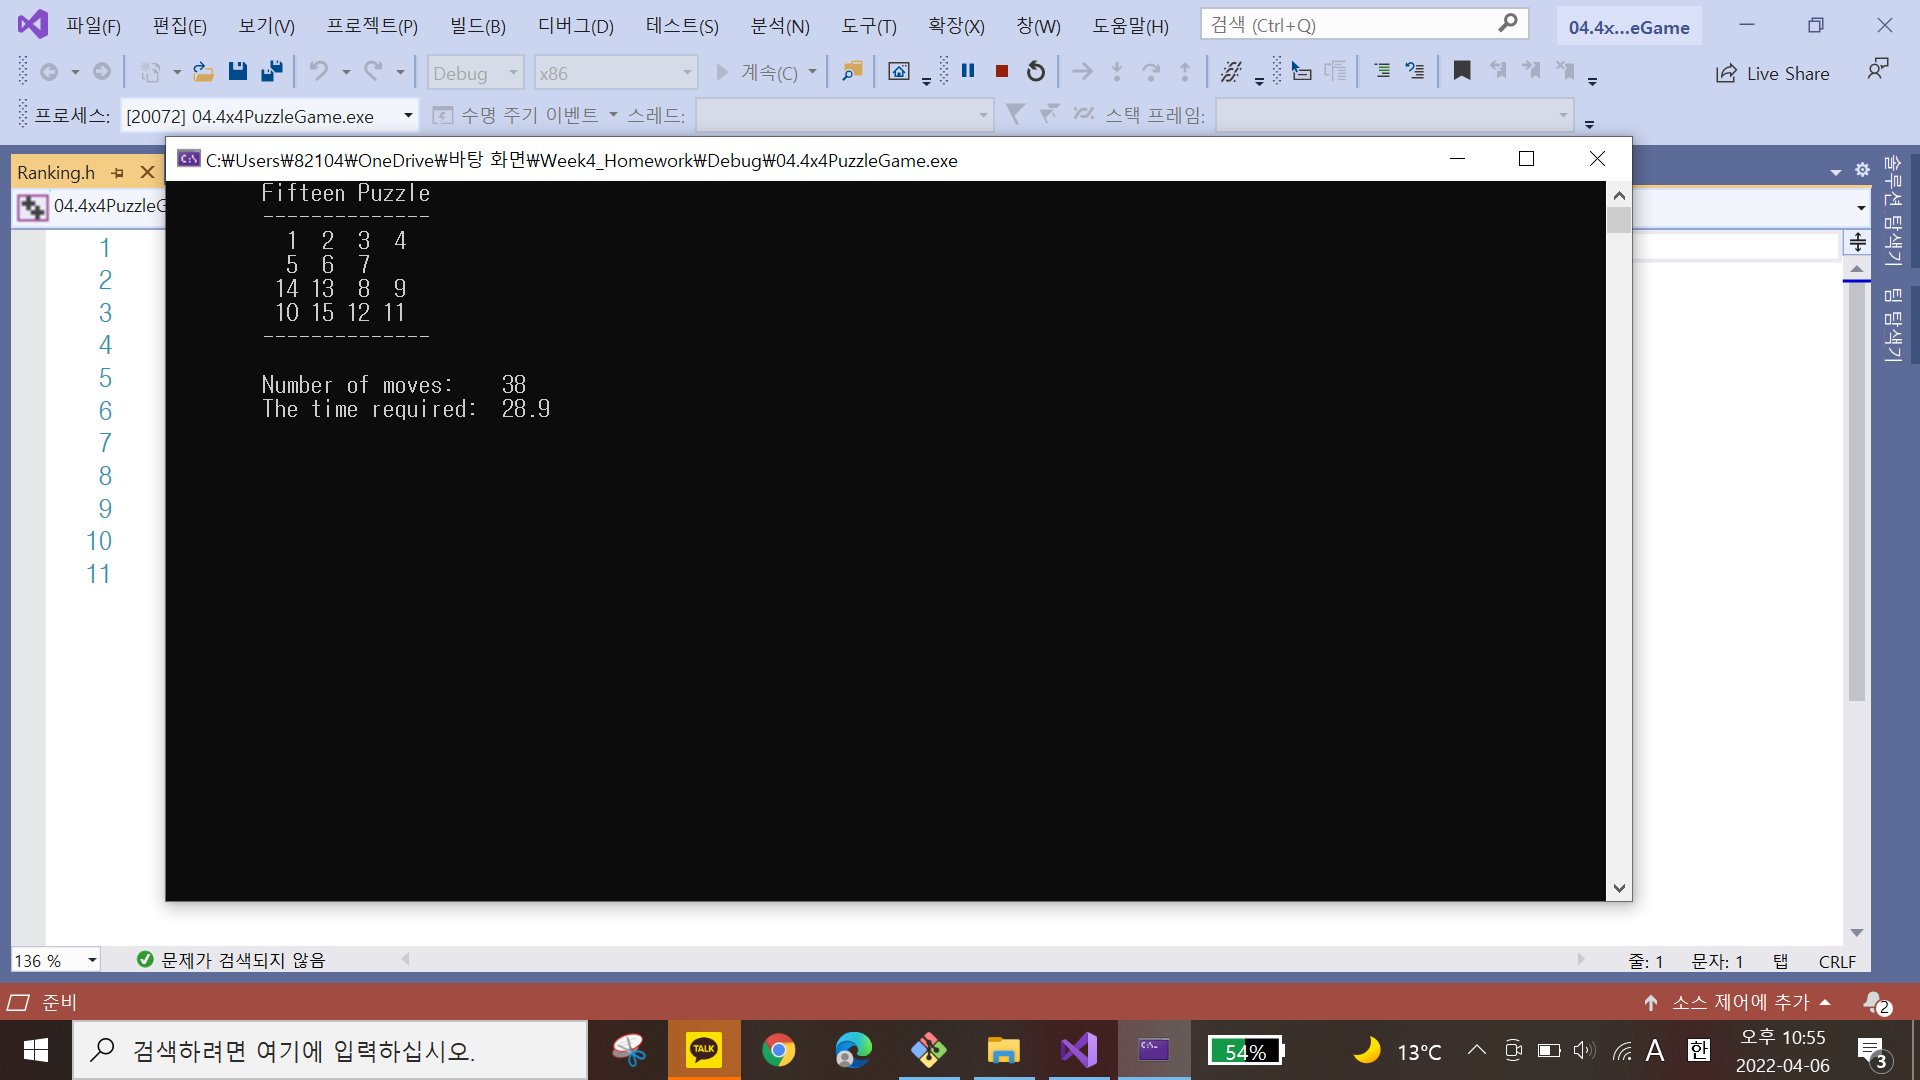 파일(F) 편집(E) 보기(V) 프로젝트(P) 빌드(B) 디버그(D) 테스트(S) 분석(N) 도구(T) 확장(X) 창(W) 도움말(H) 검색 (Ctrl+Q) 04.4x...eGame
Debug x86 계속(C) Live Share
프로세스: [20072] 04.4x4PuzzleGame.exe 수명 주기 이벤트 스레드: 스택 프레임:
C:\Users\82104\OneDrive\바탕 화면\Week4_Homework\Debug\04.4x4PuzzleGame.exe
Ranking.h
04.4x4PuzzleG
솔루션 탐색기
팀 탐색기
1
2
3
4
5
6
7
8
9
10
11
Fifteen Puzzle
--------------
1 2 3 4
5 6 7
14 13 8 9
10 15 12 11
--------------
Number of moves: 38
The time required: 28.9
136 % 문제가 검색되지 않음 줄: 1 문자: 1 탭 CRLF
준비 소스 제어에 추가 2
검색하려면 여기에 입력하십시오. TALK 54% 13°C A 한 오후 10:55
2022-04-06 3